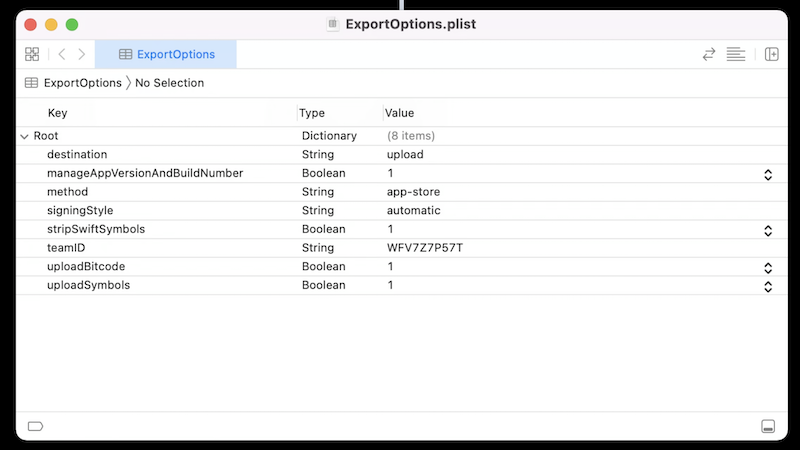 ExportOptions.plist
ExportOptions
ExportOptions No Selection
Key Type Value
Root Dictionary (8 items)
destination String upload
manageAppVersionAndBuildNumber Boolean 1
method String app-store
signingStyle String automatic
stripSwiftSymbols Boolean 1
teamID String WFV7Z7P57T
uploadBitcode Boolean 1
uploadSymbols Boolean 1